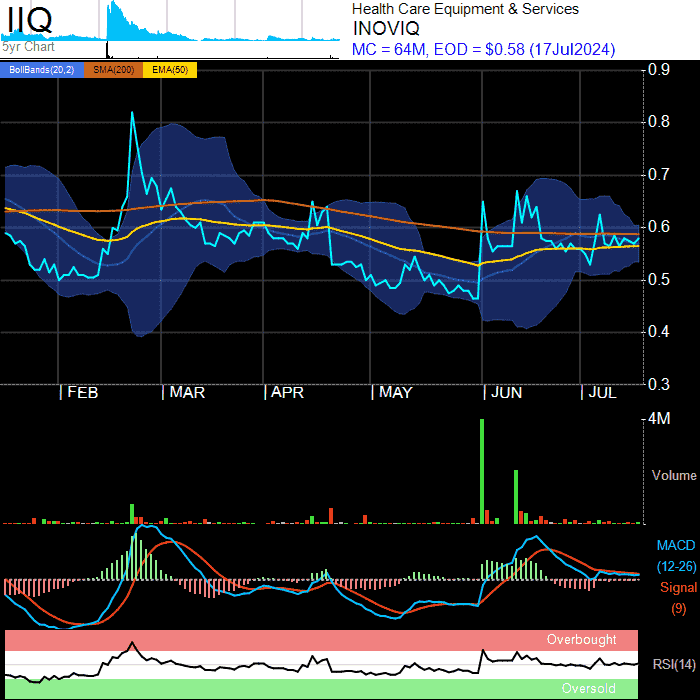 IIQ
5yr Chart
Health Care Equipment & Services
INOVIQ
MC = 64M, EOD = $0.58 (17Jul2024)
BollBands(20,2) SMA(200) EMA(50)
0.9
0.8
0.7
0.6
0.5
0.4
0.3
FEB MAR APR MAY JUN JUL
4M
Volume
MACD
(12-26)
Signal
(9)
Overbought
RSI(14)
Oversold